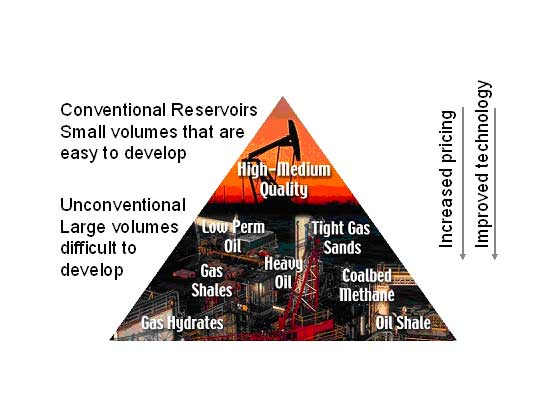 Conventional Reservoirs
Small volumes that are
easy to develop
High-Medium
Quality
Unconventional
Large volumes
difficult to
develop
Low Perm
Oil
Tight Gas
Sands
Gas
Shales
Heavy
Oil
Coalbed
Methane
Gas Hydrates
Oil Shale
Increased pricing
Improved technology